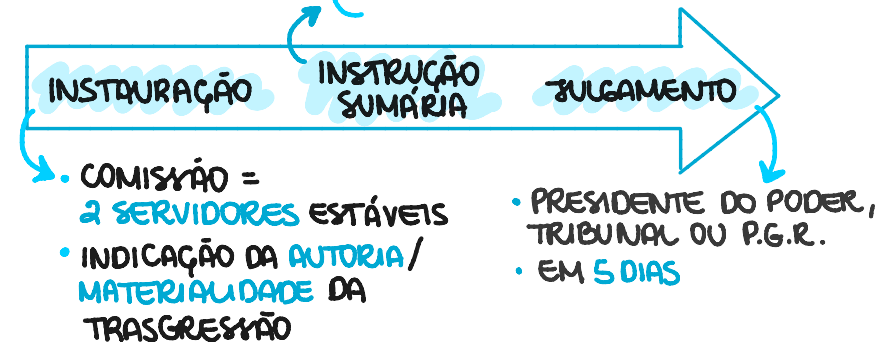 INSTAURAÇÃO
INSTRUÇÃO
SUMÁRIA
JULGAMENTO
• COMISSÃO =
2 SERVIDORES ESTÁVEIS
• INDICAÇÃO DA AUTORIA/
MATERIALIDADE DA
TRASGRESSÃO
• PRESIDENTE DO PODER,
TRIBUNAL OU P.G.R.
• EM 5 DIAS